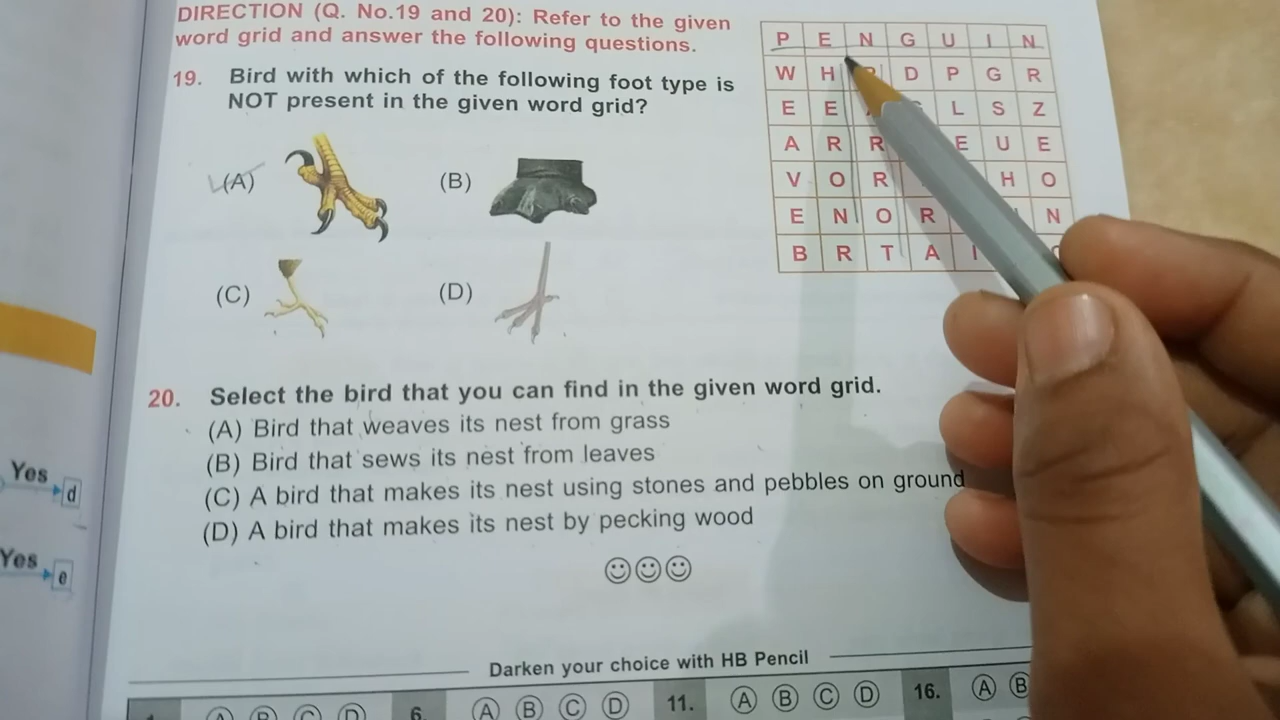 DIRECTION (Q. No.19 and 20): Refer to the given
word grid and answer the following questions.
19. Bird with which of the following foot type is
NOT present in the given word grid?
(A)
(B)
(C)
(D)
P E N G U I N
W H D P G R
E E L S Z
A R R E U E
V O R H O
E N O R N
B R T A I
20. Select the bird that you can find in the given word grid.
(A) Bird that weaves its nest from grass
(B) Bird that sews its nest from leaves
(C) A bird that makes its nest using stones and pebbles on ground
(D) A bird that makes its nest by pecking wood
Yes
d
Yes
e
Darken your choice with HB Pencil
A B C D
6. A B C D
11. A B C D
16. A B